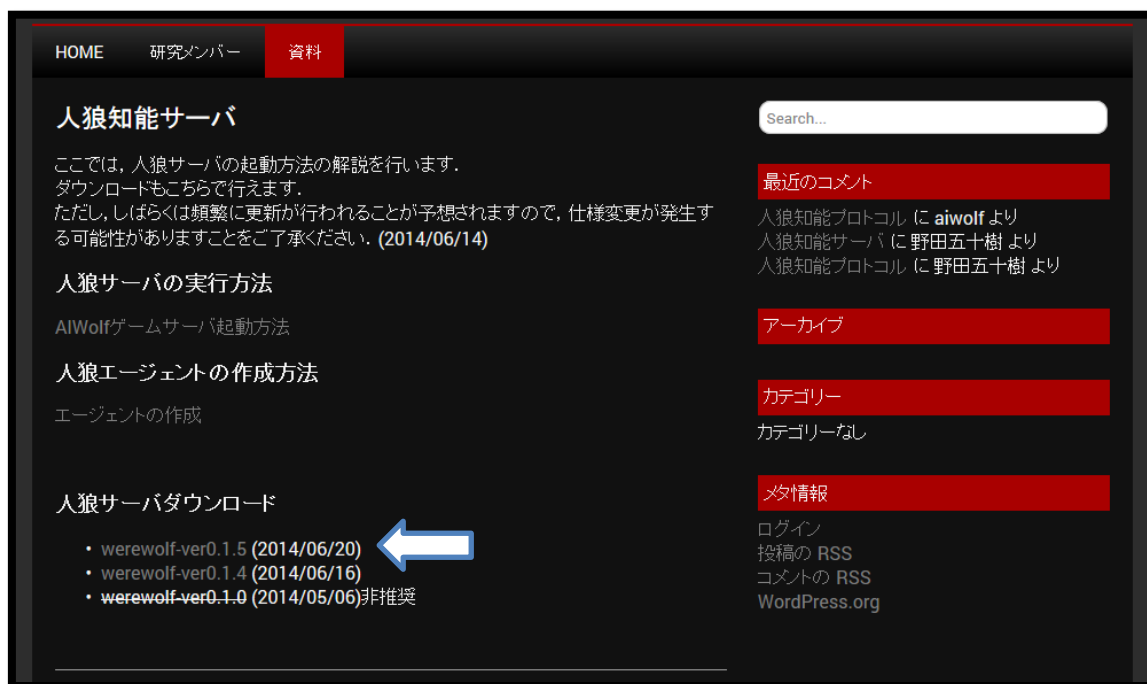 HOME 研究メンバー 資料
人狼知能サーバ
ここでは, 人狼サーバの起動方法の解説を行います.
ダウンロードもこちらで行えます.
ただし, しばらくは頻繁に更新が行われることが予想されますので, 仕様変更が発生す
る可能性がありますことをご了承ください. (2014/06/14)
人狼サーバの実行方法
AIWolfゲームサーバ起動方法
人狼エージェントの作成方法
エージェントの作成
人狼サーバダウンロード
• werewolf-ver0.1.5 (2014/06/20)
• werewolf-ver0.1.4 (2014/06/16)
• werewolf-ver0.1.0 (2014/05/06)非推奨
Search...
最近のコメント
人狼知能プロトコル に aiwolf より
人狼知能サーバ に 野田五十樹 より
人狼知能プロトコル に 野田五十樹 より
アーカイブ
カテゴリー
カテゴリーなし
メタ情報
ログイン
投稿の RSS
コメントの RSS
WordPress.org